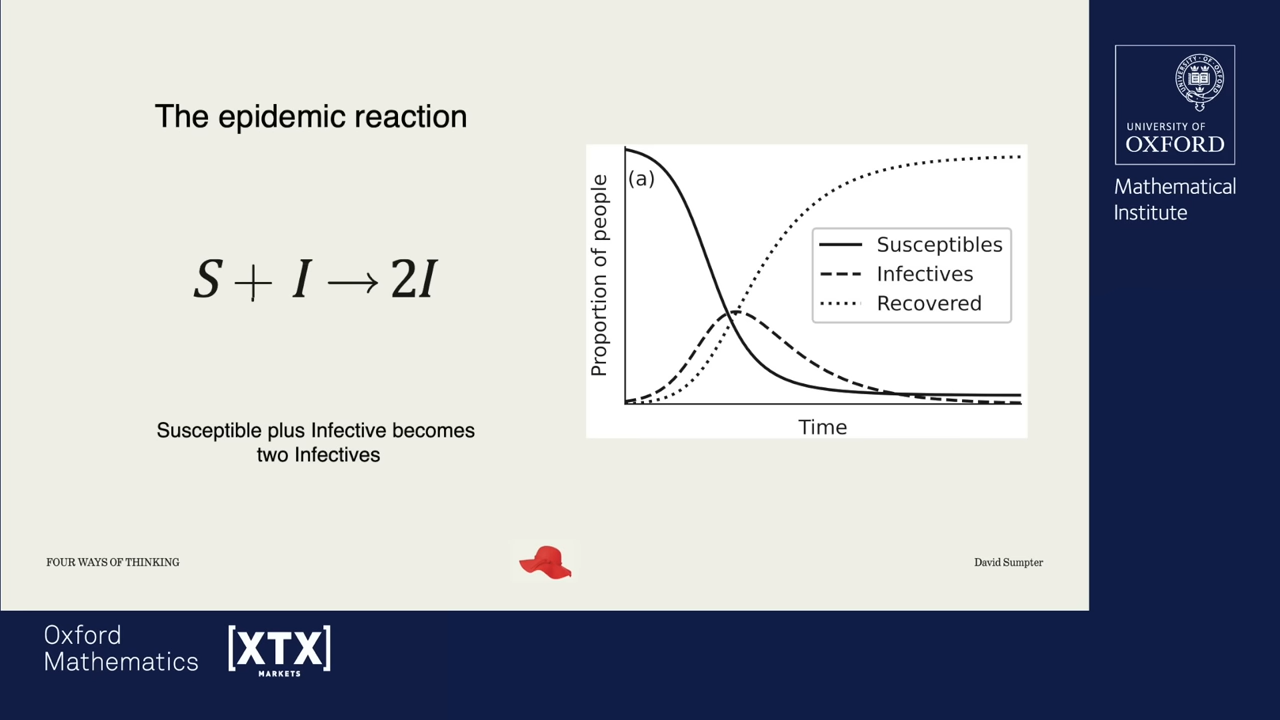 The epidemic reaction
S + I → 2I
Susceptible plus Infective becomes
two Infectives
Proportion of people
(a)
Susceptibles
Infectives
Recovered
Time
FOUR WAYS OF THINKING
David Sumpter
UNIVERSITY OF
OXFORD
Mathematical
Institute
Oxford
Mathematics
[XTX]
MARKETS